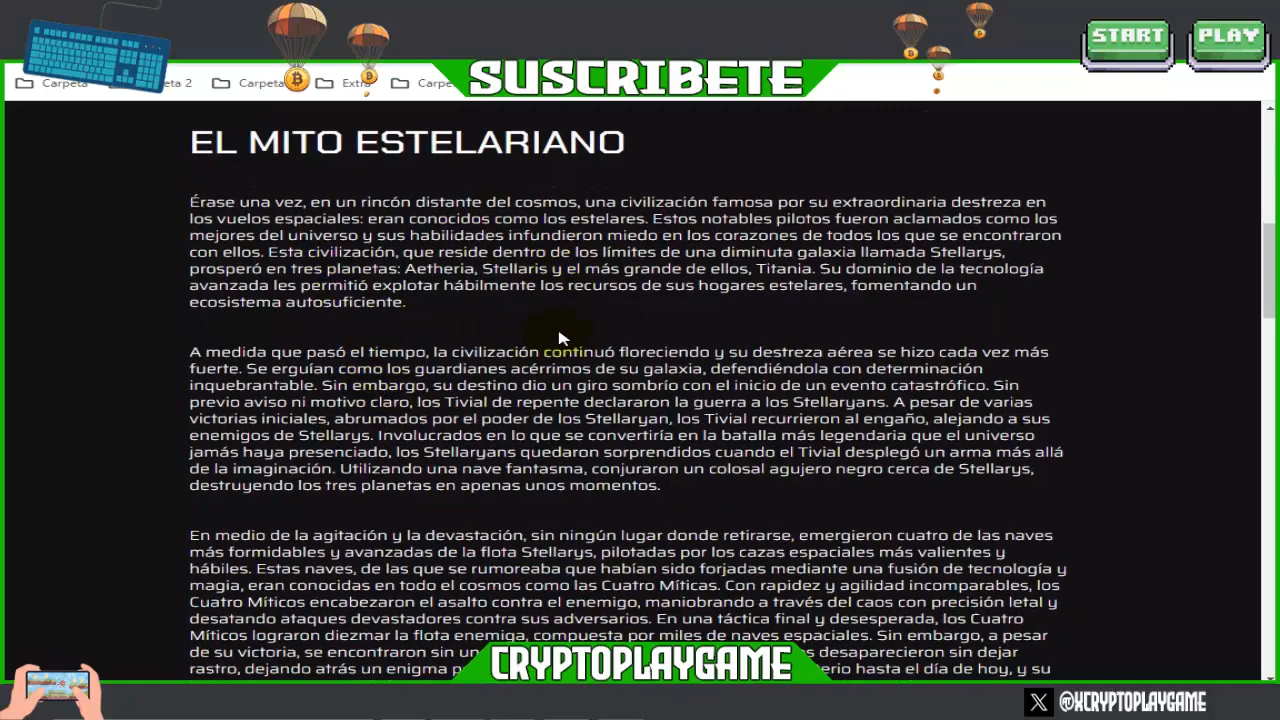 START PLAY
SUSCRIBETE
Carpeta 2 Carpeta Extra Carpe
EL MITO ESTELARIANO
Érase una vez, en un rincón distante del cosmos, una civilización famosa por su extraordinaria destreza en
los vuelos espaciales: eran conocidos como los estelares. Estos notables pilotos fueron aclamados como los
mejores del universo y sus habilidades infundieron miedo en los corazones de todos los que se encontraron
con ellos. Esta civilización, que reside dentro de los límites de una diminuta galaxia llamada Stellarys,
prosperó en tres planetas: Aetheria, Stellaris y el más grande de ellos, Titania. Su dominio de la tecnología
avanzada les permitió explotar hábilmente los recursos de sus hogares estelares, fomentando un
ecosistema autosuficiente.
A medida que pasó el tiempo, la civilización continuó floreciendo y su destreza aérea se hizo cada vez más
fuerte. Se erguían como los guardianes acérrimos de su galaxia, defendiéndola con determinación
inquebrantable. Sin embargo, su destino dio un giro sombrío con el inicio de un evento catastrófico. Sin
previo aviso ni motivo claro, los Tivial de repente declararon la guerra a los Stellaryans. A pesar de varias
victorias iniciales, abrumados por el poder de los Stellaryan, los Tivial recurrieron al engaño, alejando a sus
enemigos de Stellarys. Involucrados en lo que se convertiría en la batalla más legendaria que el universo
jamás haya presenciado, los Stellaryans quedaron sorprendidos cuando el Tivial desplegó un arma más allá
de la imaginación. Utilizando una nave fantasma, conjuraron un colosal agujero negro cerca de Stellarys,
destruyendo los tres planetas en apenas unos momentos.
En medio de la agitación y la devastación, sin ningún lugar donde retirarse, emergieron cuatro de las naves
más formidables y avanzadas de la flota Stellarys, pilotadas por los cazas espaciales más valientes y
hábiles. Estas naves, de las que se rumoreaba que habían sido forjadas mediante una fusión de tecnología y
magia, eran conocidas en todo el cosmos como las Cuatro Míticas. Con rapidez y agilidad incomparables, los
Cuatro Míticos encabezaron el asalto contra el enemigo, maniobrando a través del caos con precisión letal y
desatando ataques devastadores contra sus adversarios. En una táctica final y desesperada, los Cuatro
Míticos lograron diezmar la flota enemiga, compuesta por miles de naves espaciales. Sin embargo, a pesar
de su victoria, se encontraron sin un desaparecieron sin dejar
rastro, dejando atrás un enigma hasta el día de hoy, y su
CRYPTOPLAYGAME
X @XCRYPTOPLAYGAME